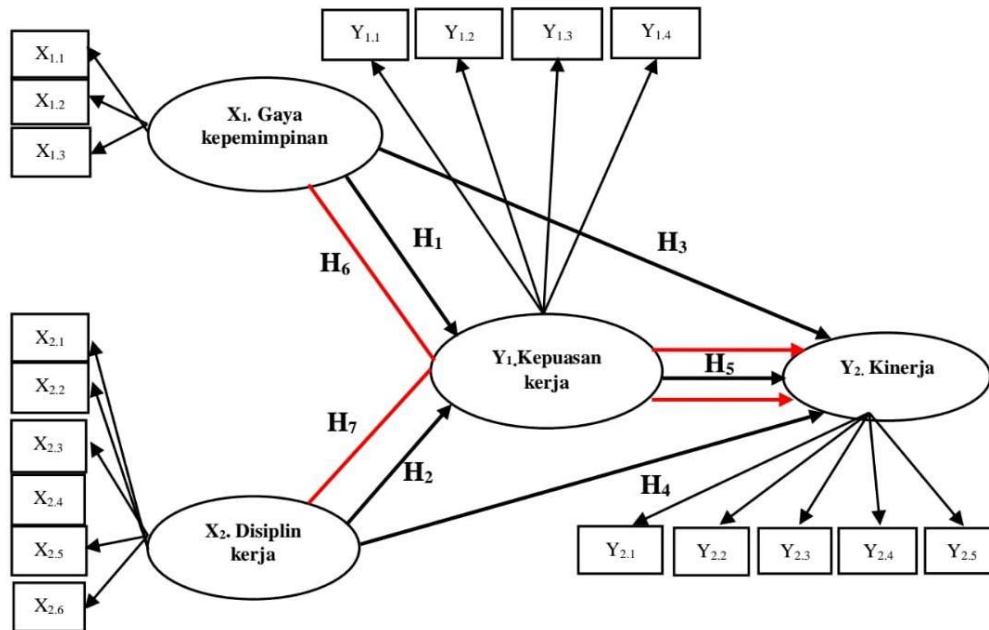 X1.1
X1.2
X1.3
Y1.1
Y1.2
Y1.3
Y1.4
X1. Gaya
kepemimpinan
H1
H3
H6
X2.1
X2.2
X2.3
X2.4
X2.5
X2.6
Y1.Kepuasan
kerja
H5
Y2. Kinerja
H7
H2
H4
X2. Disiplin
kerja
Y2.1
Y2.2
Y2.3
Y2.4
Y2.5